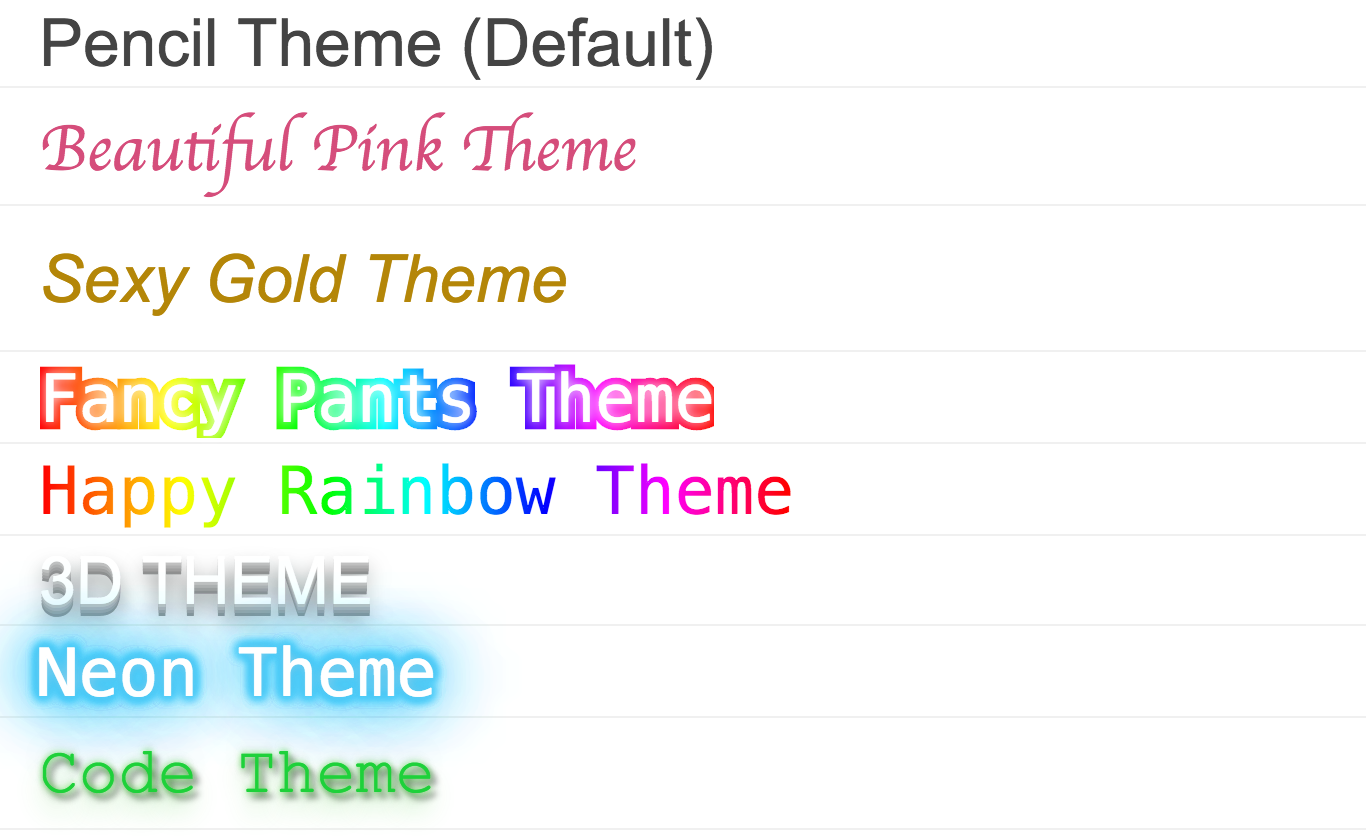 Pencil Theme (Default)
Beautiful Pink Theme
Sexy Gold Theme
Fancy Pants Theme
Happy Rainbow Theme
3D THEME
Neon Theme
Code Theme